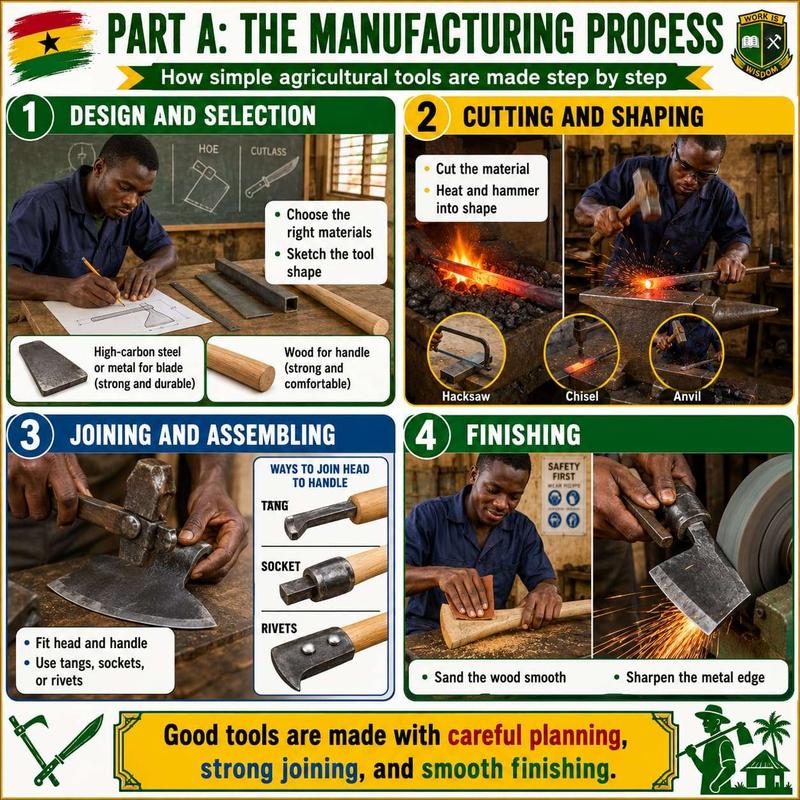 PART A: THE MANUFACTURING PROCESS
WORK IS
WISDOM
How simple agricultural tools are made step by step
1 DESIGN AND SELECTION
HOE
CUTLASS
• Choose the
right materials
• Sketch the tool
shape
High-carbon steel
or metal for blade
(strong and durable)
Wood for handle
(strong and
comfortable)
2 CUTTING AND SHAPING
• Cut the material
• Heat and hammer
into shape
Hacksaw
Chisel
Anvil
3 JOINING AND ASSEMBLING
• Fit head and handle
• Use tangs, sockets,
or rivets
WAYS TO JOIN HEAD
TO HANDLE
TANG
SOCKET
RIVETS
4 FINISHING
SAFETY
FIRST
• Sand the wood smooth
• Sharpen the metal edge
Good tools are made with careful planning,
strong joining, and smooth finishing.